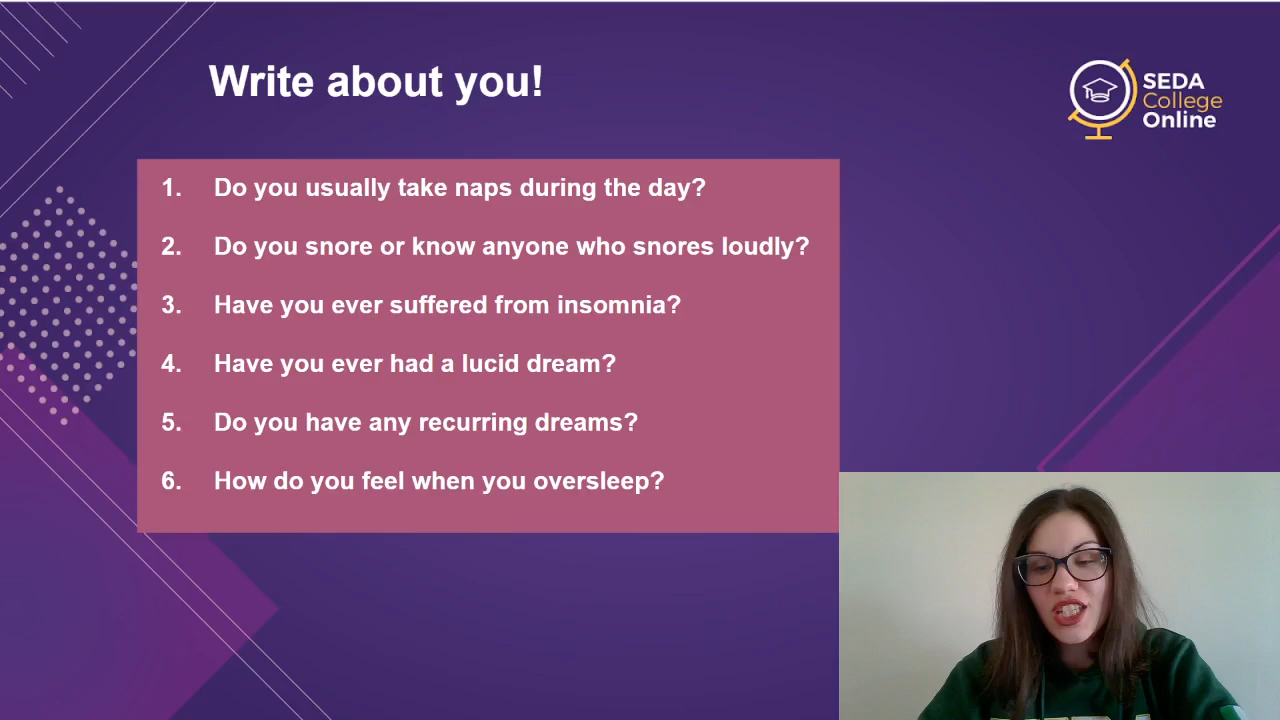 Write about you!
SEDA
College
Online
1. Do you usually take naps during the day?
2. Do you snore or know anyone who snores loudly?
3. Have you ever suffered from insomnia?
4. Have you ever had a lucid dream?
5. Do you have any recurring dreams?
6. How do you feel when you oversleep?